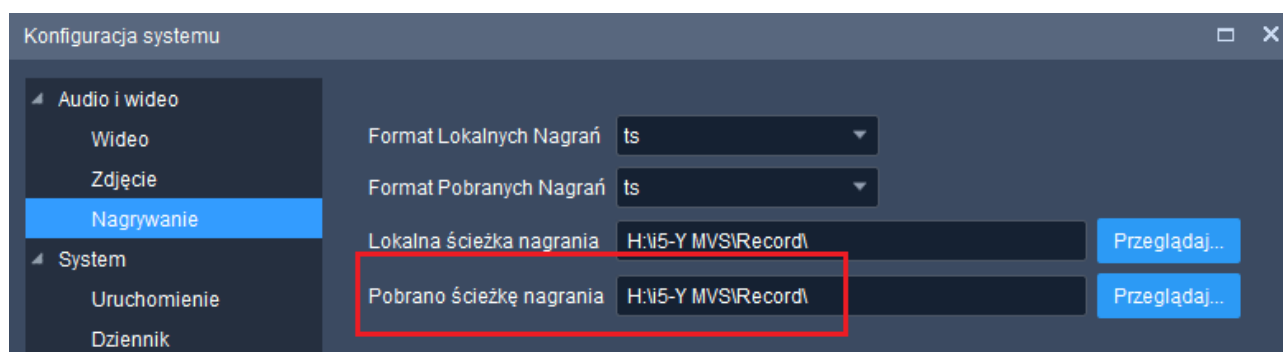 Konfiguracja systemu
Audio i wideo
Wideo
Zdjęcie
Nagrywanie
System
Uruchomienie
Dziennik
Format Lokalnych Nagrań ts
Format Pobranych Nagrań ts
Lokalna ścieżka nagrania H:\i5-Y MVS\Record\ Przeglądaj...
Pobrano ścieżkę nagrania H:\i5-Y MVS\Record\ Przeglądaj...